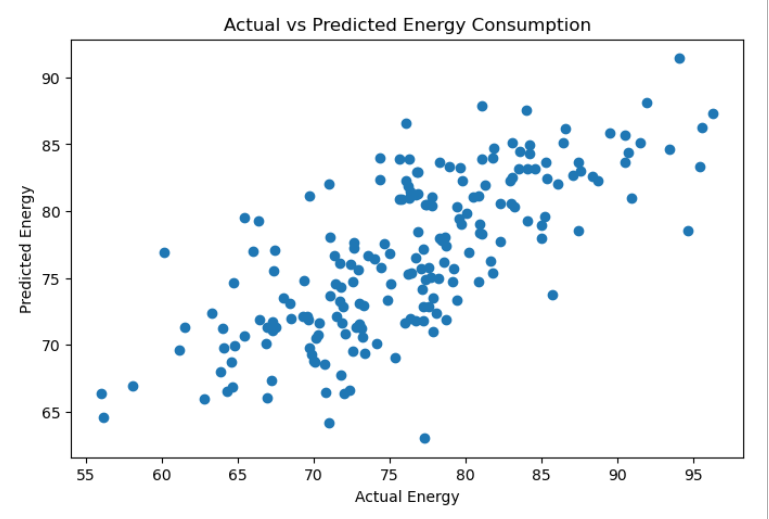 Actual vs Predicted Energy Consumption
90
85
80
75
70
65
Predicted Energy
55 60 65 70 75 80 85 90 95
Actual Energy